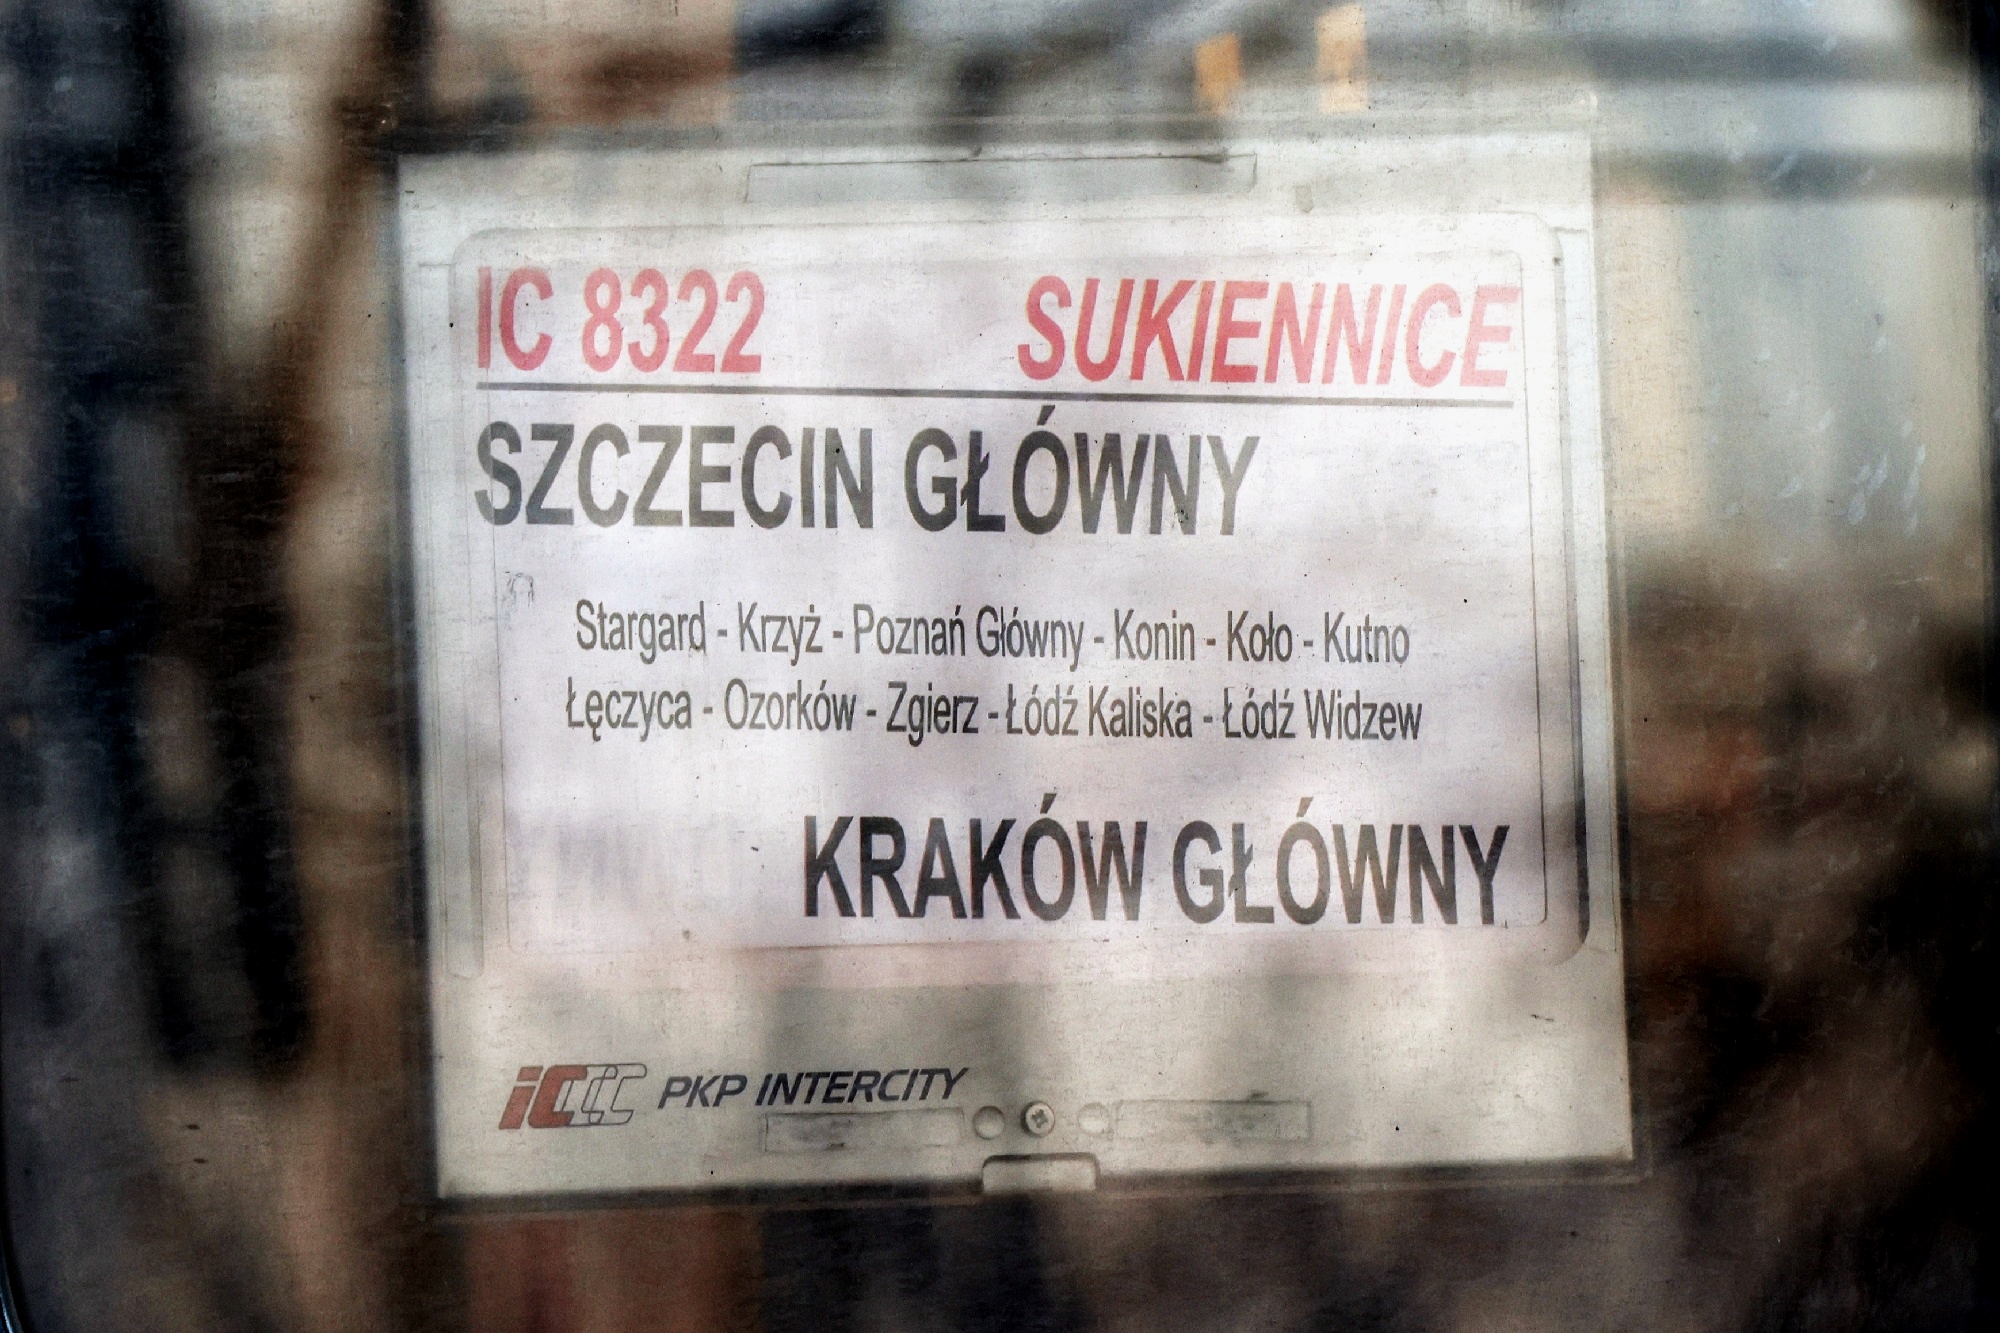 IC 8322 SUKIENNICE
SZCZECIN GŁÓWNY
Stargard - Krzyż - Poznań Główny - Konin - Koło - Kutno
Łęczyca - Ozorków - Zgierz - Łódź Kaliska - Łódź Widzew
KRAKÓW GŁÓWNY
IC PKP INTERCITY